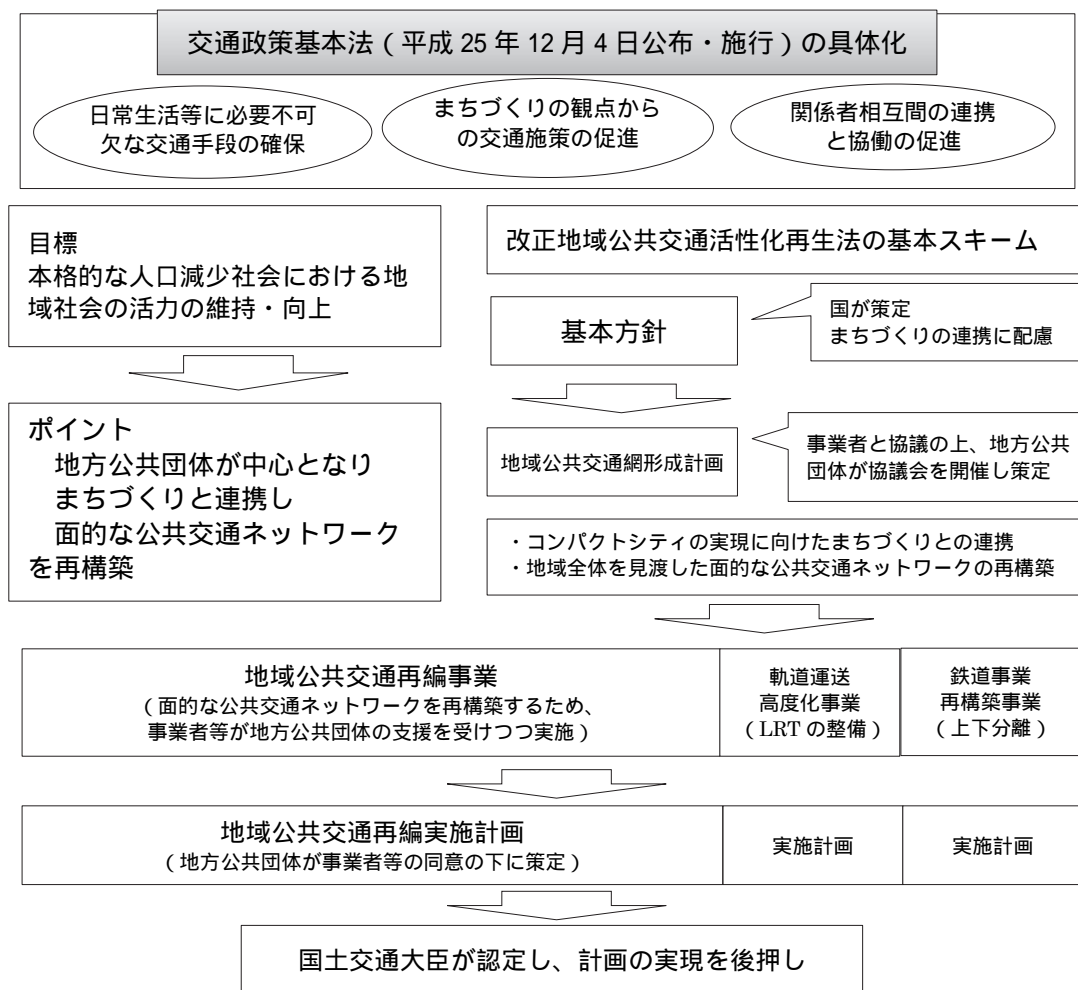 交通政策基本法（平成 25 年 12 月 4 日公布・施行）の具体化
日常生活等に必要不可
欠な交通手段の確保
まちづくりの観点から
の交通施策の促進
関係者相互間の連携
と協働の促進
目標
本格的な人口減少社会における地
域社会の活力の維持・向上
ポイント
　地方公共団体が中心となり
　まちづくりと連携し
　面的な公共交通ネットワーク
を再構築
改正地域公共交通活性化再生法の基本スキーム
基本方針
国が策定
まちづくりの連携に配慮
地域公共交通網形成計画
事業者と協議の上、地方公共
団体が協議会を開催し策定
・コンパクトシティの実現に向けたまちづくりとの連携
・地域全体を見渡した面的な公共交通ネットワークの再構築
地域公共交通再編事業
（面的な公共交通ネットワークを再構築するため、
事業者等が地方公共団体の支援を受けつつ実施）
軌道運送
高度化事業
（LRT の整備）
鉄道事業
再構築事業
（上下分離）
地域公共交通再編実施計画
（地方公共団体が事業者等の同意の下に策定）
実施計画
実施計画
国土交通大臣が認定し、計画の実現を後押し